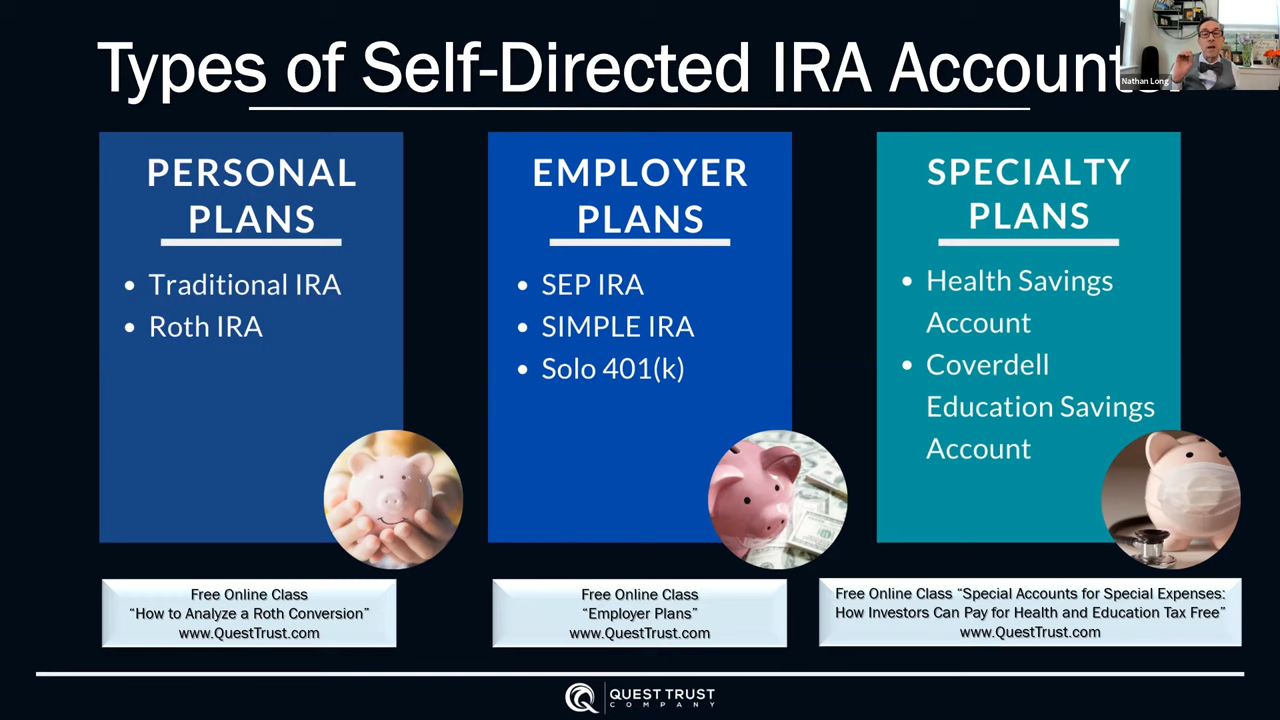 Types of Self-Directed IRA Account
Nathan Long
PERSONAL
PLANS
• Traditional IRA
• Roth IRA
EMPLOYER
PLANS
• SEP IRA
• SIMPLE IRA
• Solo 401(k)
SPECIALTY
PLANS
• Health Savings
Account
• Coverdell
Education Savings
Account
Free Online Class
“How to Analyze a Roth Conversion”
www.QuestTrust.com
Free Online Class
“Employer Plans”
www.QuestTrust.com
Free Online Class “Special Accounts for Special Expenses:
How Investors Can Pay for Health and Education Tax Free”
www.QuestTrust.com
QUEST TRUST
COMPANY